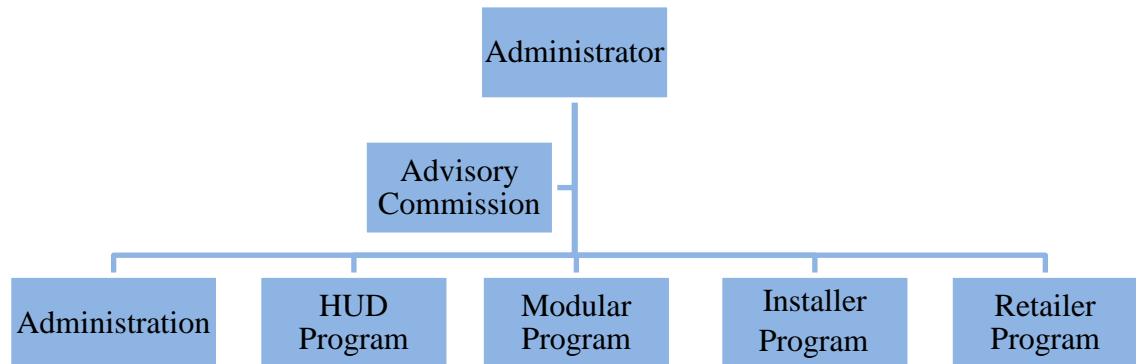 Administrator
Advisory
Commission
Administration
HUD
Program
Modular
Program
Installer
Program
Retailer
Program